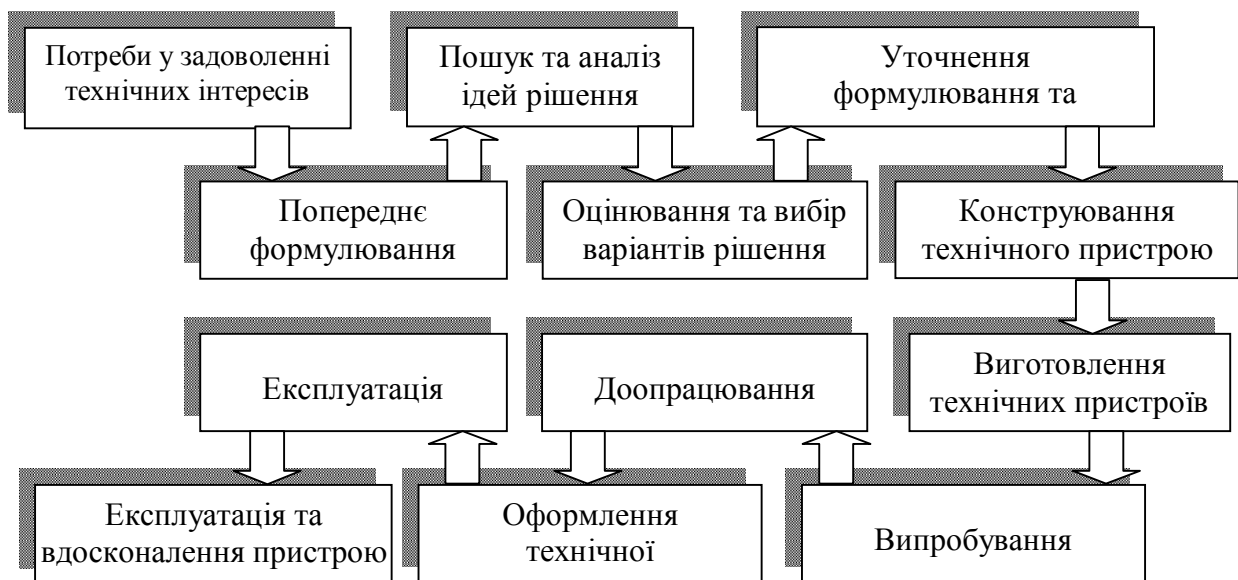 Потреби у задоволенні
технічних інтересів
Пошук та аналіз
ідей рішення
Уточнення
формулювання та
Попереднє
формулювання
Оцінювання та вибір
варіантів рішення
Конструювання
технічного пристрою
Експлуатація
Доопрацювання
Виготовлення
технічних пристроїв
Експлуатація та
вдосконалення пристрою
Оформлення
технічної
Випробування